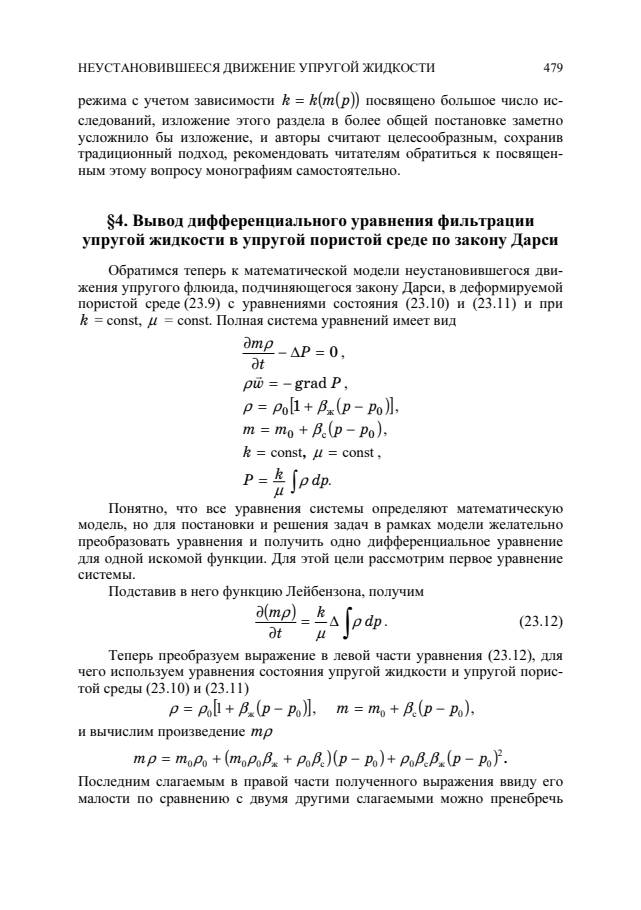 НЕУСТАНОВИВШЕЕСЯ ДВИЖЕНИЕ УПРУГОЙ ЖИДКОСТИ 479
режима с учетом зависимости k = k(m(p)) посвящено большое число ис-
следований, изложение этого раздела в более общей постановке заметно
усложнило бы изложение, и авторы считают целесообразным, сохранив
традиционный подход, рекомендовать читателям обратиться к посвящен-
ным этому вопросу монографиям самостоятельно.
§4. Вывод дифференциального уравнения фильтрации
упругой жидкости в упругой пористой среде по закону Дарси
Обратимся теперь к математической модели неустановившегося дви-
жения упругого флюида, подчиняющегося закону Дарси, в деформируемой
пористой среде (23.9) с уравнениями состояния (23.10) и (23.11) и при
k = const, μ = const. Полная система уравнений имеет вид
∂mρ/∂t − ΔP = 0 ,
ρw⃗ = − grad P ,
ρ = ρ₀[1 + βж(p − p₀)],
m = m₀ + βс(p − p₀),
k = const, μ = const ,
P = k/μ ∫ρ dp.
Понятно, что все уравнения системы определяют математическую
модель, но для постановки и решения задач в рамках модели желательно
преобразовать уравнения и получить одно дифференциальное уравнение
для одной искомой функции. Для этой цели рассмотрим первое уравнение
системы.
Подставив в него функцию Лейбензона, получим
∂(mρ)/∂t = k/μ Δ ∫ρ dp . (23.12)
Теперь преобразуем выражение в левой части уравнения (23.12), для
чего используем уравнения состояния упругой жидкости и упругой порис-
той среды (23.10) и (23.11)
ρ = ρ₀[1 + βж(p − p₀)], m = m₀ + βс(p − p₀),
и вычислим произведение mρ
mρ = m₀ρ₀ + (m₀ρ₀βж + ρ₀βс)(p − p₀) + ρ₀βсβж(p − p₀)².
Последним слагаемым в правой части полученного выражения ввиду его
малости по сравнению с двумя другими слагаемыми можно пренебречь